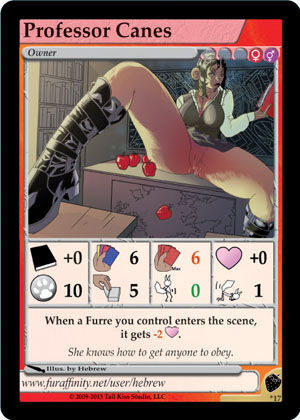 Professor Canes
Owner
+0 6 6 +0
Max
10 5 0 1
When a Furre you control enters the scene,
it gets -2 .
She knows how to get anyone to obey.
Illus. by Hebrew
www.furaffinity.net/user/hebrew
© 2009-2013 Tail Kiss Studio, LLC
*17